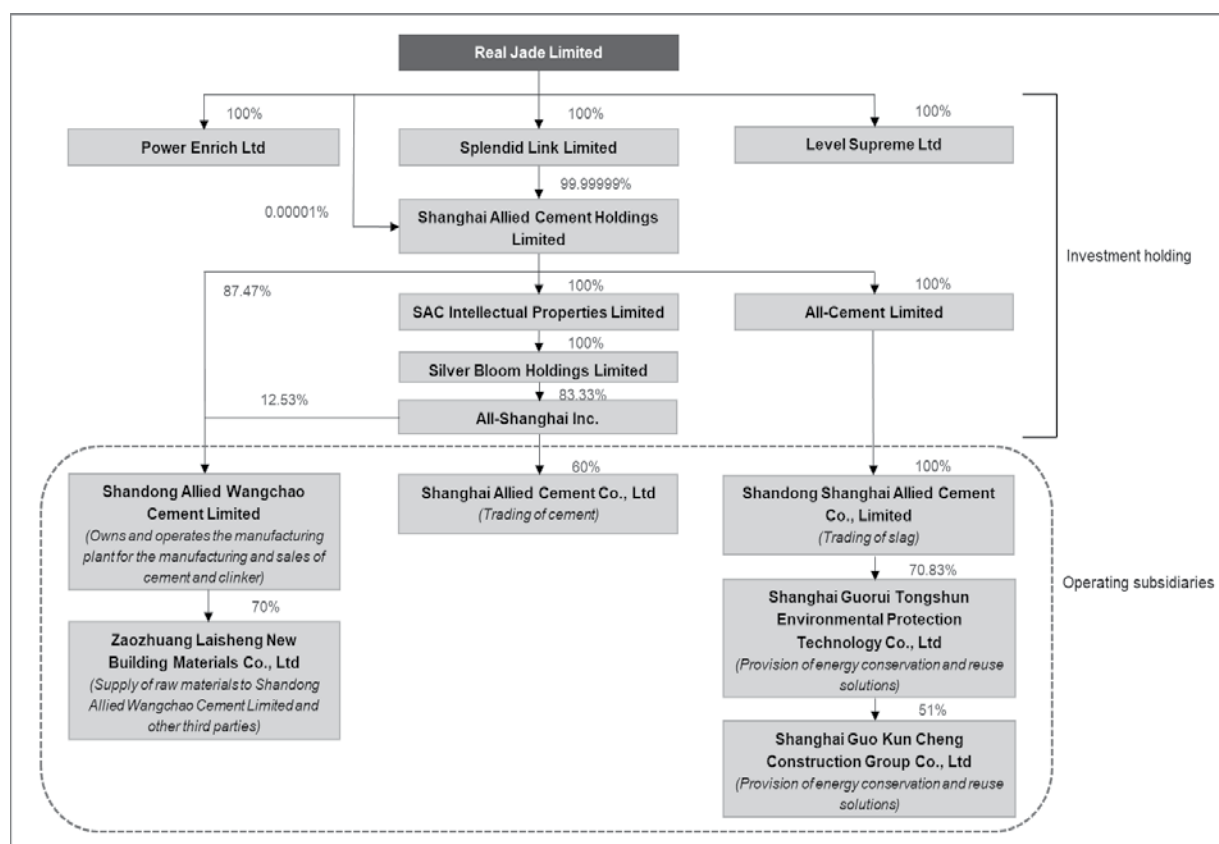 Real Jade Limited
100%
100%
100%
Power Enrich Ltd
Splendid Link Limited
Level Supreme Ltd
99.99999%
0.00001%
Shanghai Allied Cement Holdings
Limited
Investment holding
87.47%
100%
100%
SAC Intellectual Properties Limited
All-Cement Limited
100%
Silver Bloom Holdings Limited
83.33%
12.53%
All-Shanghai Inc.
60%
100%
Shandong Allied Wangchao
Cement Limited
(Owns and operates the manufacturing
plant for the manufacturing and sales of
cement and clinker)
Shanghai Allied Cement Co., Ltd
(Trading of cement)
Shandong Shanghai Allied Cement
Co., Limited
(Trading of slag)
70.83%
Operating subsidiaries
70%
Zaozhuang Laisheng New
Building Materials Co., Ltd
(Supply of raw materials to Shandong
Allied Wangchao Cement Limited and
other third parties)
Shanghai Guorui Tongshun
Environmental Protection
Technology Co., Ltd
(Provision of energy conservation and reuse
solutions)
51%
Shanghai Guo Kun Cheng
Construction Group Co., Ltd
(Provision of energy conservation and reuse
solutions)